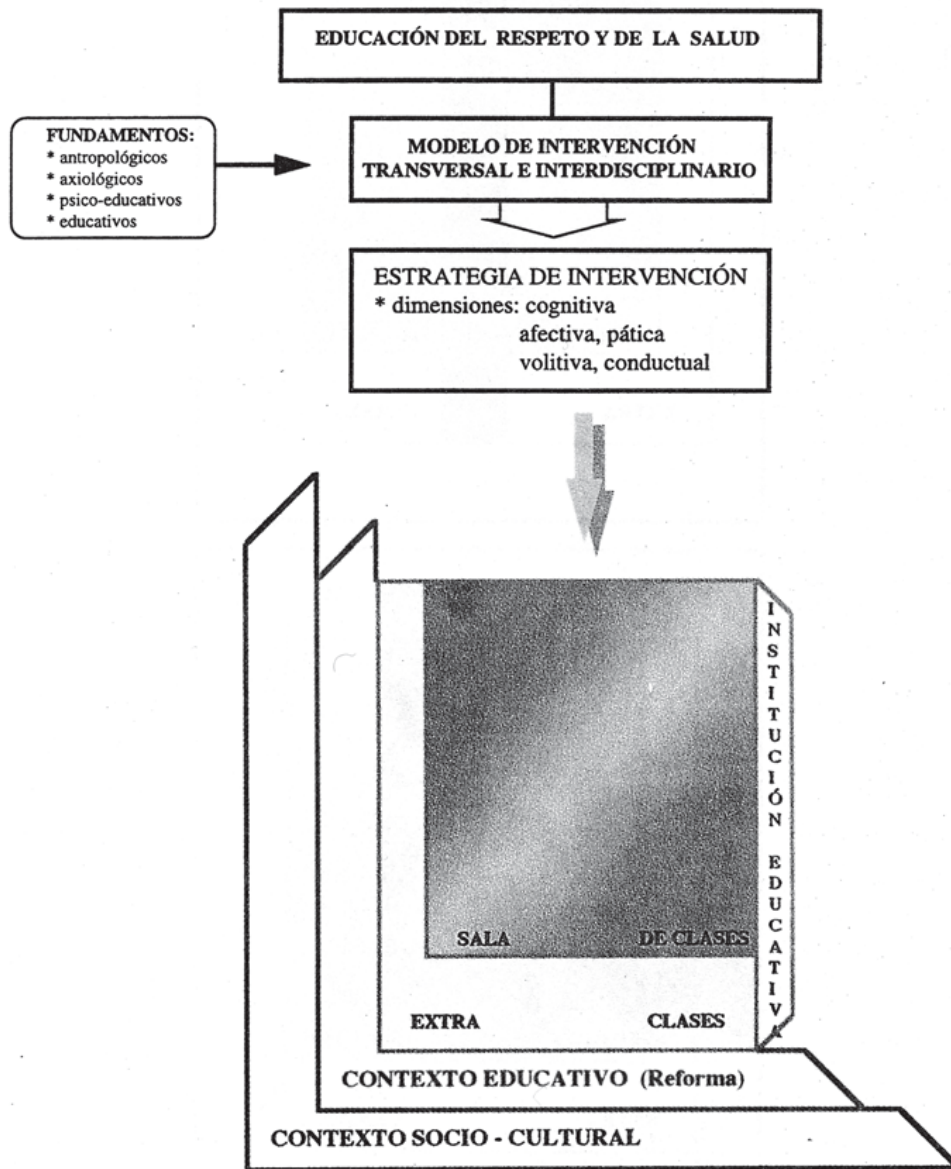 EDUCACIÓN DEL RESPETO Y DE LA SALUD
FUNDAMENTOS:
* antropológicos
* axiológicos
* psico-educativos
* educativos
MODELO DE INTERVENCIÓN
TRANSVERSAL E INTERDISCIPLINARIO
ESTRATEGIA DE INTERVENCIÓN
* dimensiones: cognitiva
afectiva, pática
volitiva, conductual
INSTITUCIÓN EDUCATIVA
SALA DE CLASES
EXTRA CLASES
CONTEXTO EDUCATIVO (Reforma)
CONTEXTO SOCIO - CULTURAL